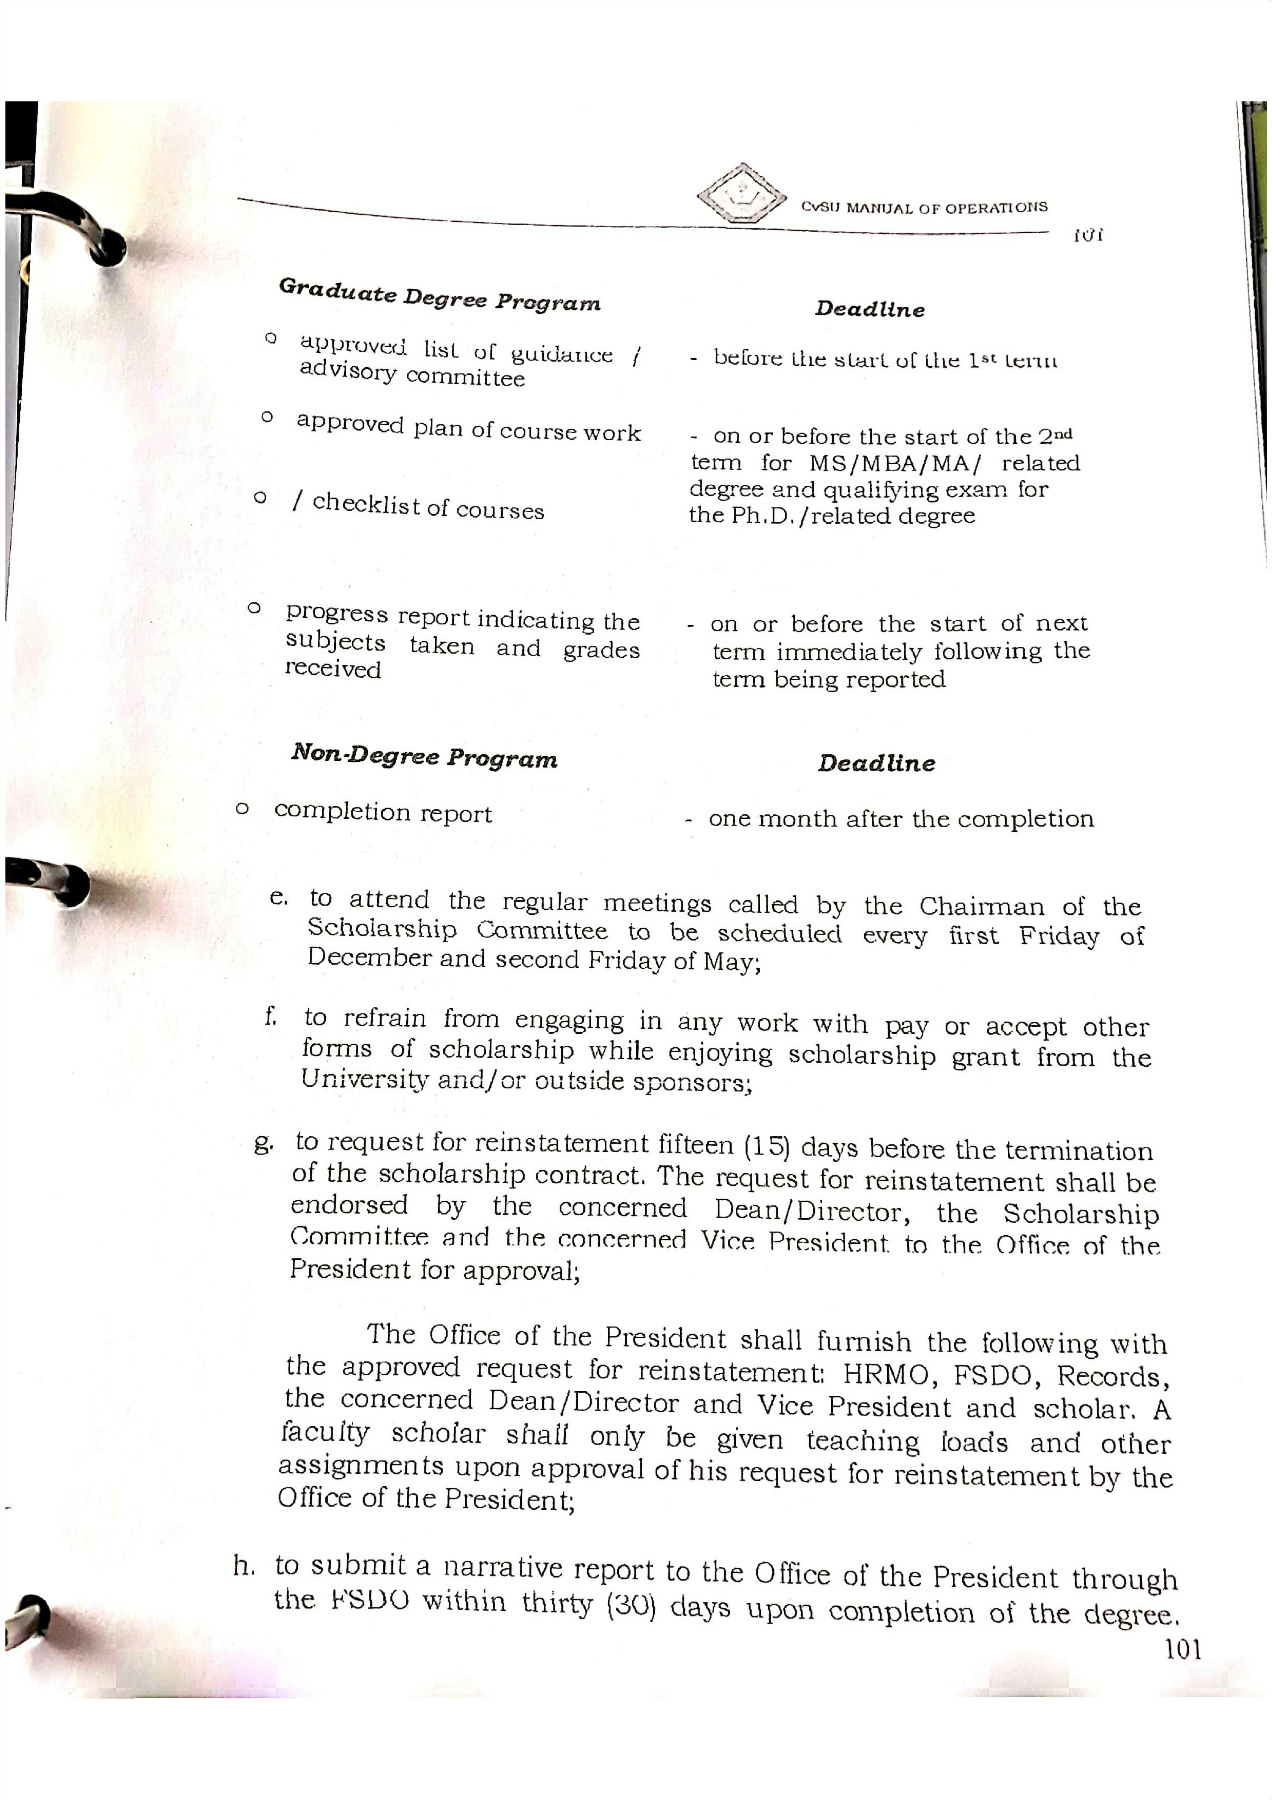 CvSU MANUAL OF OPERATIONS
101
Graduate Degree Program Deadline
o approved list of guidance / - before the start of the 1st term
advisory committee
o approved plan of course work - on or before the start of the 2nd
term for MS/MBA/MA/ related
o / checklist of courses degree and qualifying exam for
the Ph.D./related degree
o progress report indicating the - on or before the start of next
subjects taken and grades term immediately following the
received term being reported
Non-Degree Program Deadline
o completion report - one month after the completion
e. to attend the regular meetings called by the Chairman of the
Scholarship Committee to be scheduled every first Friday of
December and second Friday of May;
f. to refrain from engaging in any work with pay or accept other
forms of scholarship while enjoying scholarship grant from the
University and/or outside sponsors;
g. to request for reinstatement fifteen (15) days before the termination
of the scholarship contract. The request for reinstatement shall be
endorsed by the concerned Dean/Director, the Scholarship
Committee and the concerned Vice President to the Office of the
President for approval;
The Office of the President shall furnish the following with
the approved request for reinstatement: HRMO, FSDO, Records,
the concerned Dean/Director and Vice President and scholar. A
faculty scholar shall only be given teaching loads and other
assignments upon approval of his request for reinstatement by the
Office of the President;
h. to submit a narrative report to the Office of the President through
the FSDO within thirty (30) days upon completion of the degree.
101